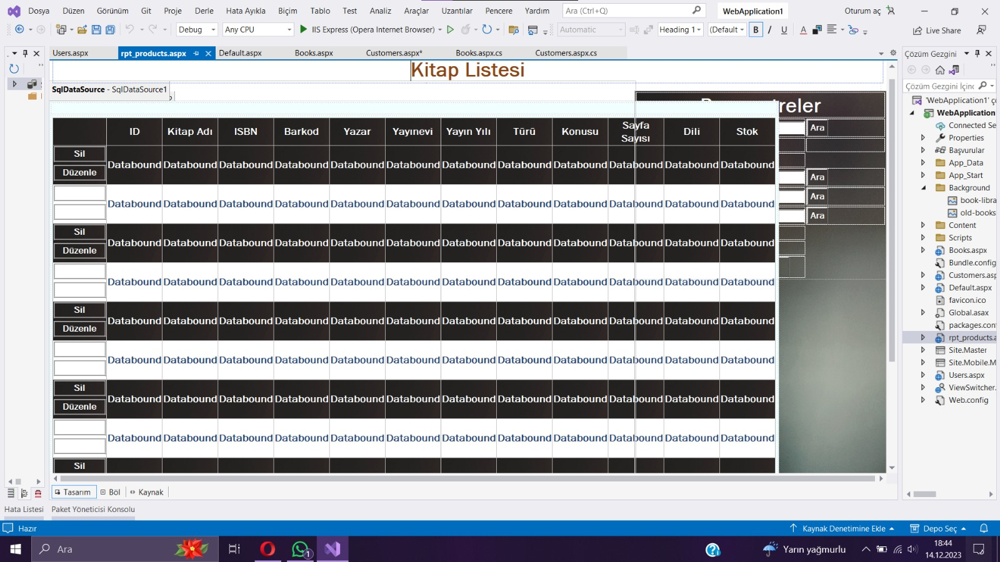 Dosya Düzen Görünüm Git Proje Derle Hata Ayıkla Biçim Tablo Test Analiz Araçlar Uzantılar Pencere Yardım Ara (Ctrl+Q) WebApplication1 Oturum aç
Debug Any CPU IIS Express (Opera Internet Browser) Automatic Heading 1 (Default B I U A Live Share
Users.aspx rpt_products.aspx Default.aspx Books.aspx Customers.aspx* Books.aspx.cs Customers.aspx.cs
Çözüm Gezgini
Kitap Listesi
SqlDataSource - SqlDataSource1
Çözüm Gezgini İçinc
reler
ID Kitap Adı ISBN Barkod Yazar Yayınevi Yayın Yılı Türü Konusu Sayfa Sayısı Dili Stok
Ara
Sil
Düzenle
Databound Databound Databound Databound Databound Databound Databound Databound Databound Databound Databound Databound
Ara
Databound Databound Databound Databound Databound Databound Databound Databound Databound Databound Databound Databound
Ara
Ara
Sil
Düzenle
Databound Databound Databound Databound Databound Databound Databound Databound Databound Databound Databound Databound
Databound Databound Databound Databound Databound Databound Databound Databound Databound Databound Databound Databound
Sil
Düzenle
Databound Databound Databound Databound Databound Databound Databound Databound Databound Databound Databound Databound
Databound Databound Databound Databound Databound Databound Databound Databound Databound Databound Databound Databound
Sil
Düzenle
Databound Databound Databound Databound Databound Databound Databound Databound Databound Databound Databound Databound
Databound Databound Databound Databound Databound Databound Databound Databound Databound Databound Databound Databound
Sil
'WebApplication1' ç
WebApplication
Connected Se
Properties
Başvurular
App_Data
App_Start
Background
book-libra
old-books
Content
Scripts
Books.aspx
Bundle.config
Customers.asp
Default.aspx
favicon.ico
Global.asax
packages.con
rpt_products.a
Site.Master
Site.Mobile.M
Users.aspx
ViewSwitcher.
Web.config
Tasarım Böl Kaynak
Hata Listesi Paket Yöneticisi Konsolu
Hazır Kaynak Denetimine Ekle Depo Seç
Ara 1 Yarın yağmurlu 18:44
14.12.2023